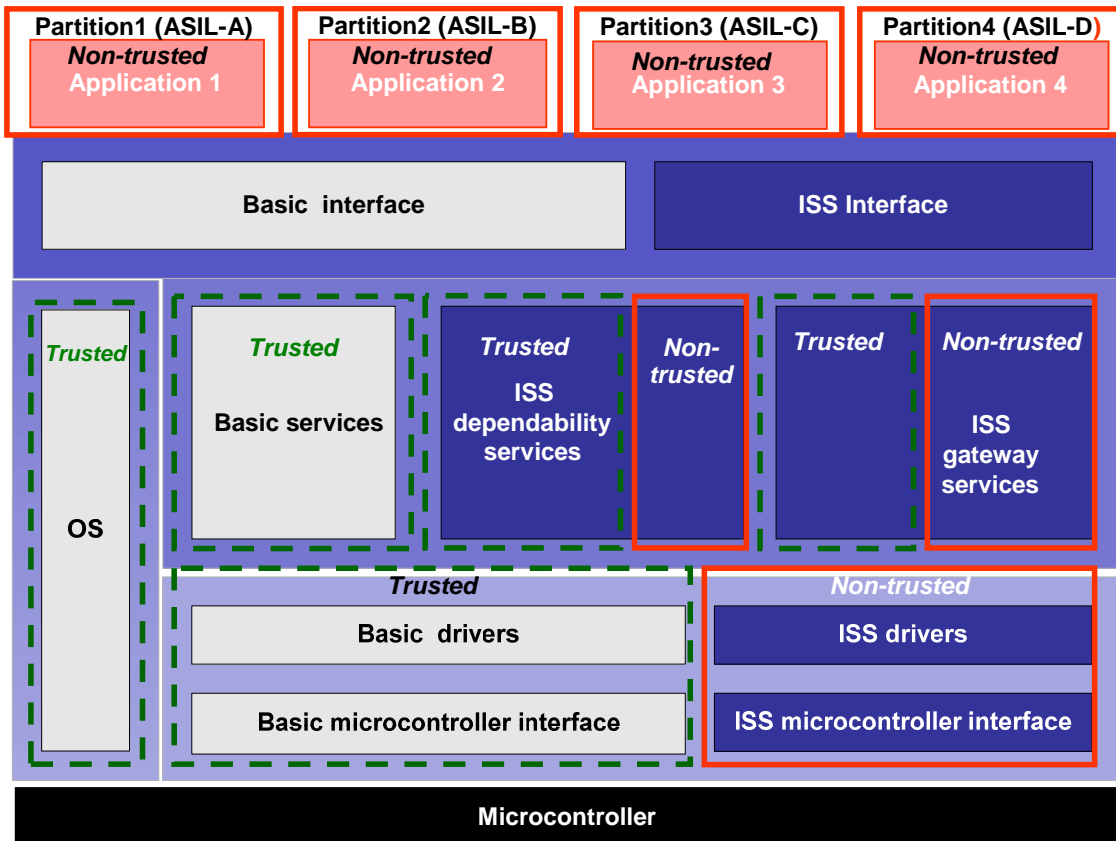 Partition1 (ASIL-A)
Non-trusted
Application 1
Partition2 (ASIL-B)
Non-trusted
Application 2
Partition3 (ASIL-C)
Non-trusted
Application 3
Partition4 (ASIL-D)
Non-trusted
Application 4
Basic interface
ISS Interface
Trusted
OS
Trusted
Basic services
Trusted
ISS
dependability
services
Non-
trusted
Trusted
Non-trusted
ISS
gateway
services
Trusted
Basic drivers
Basic microcontroller interface
Non-trusted
ISS drivers
ISS microcontroller interface
Microcontroller